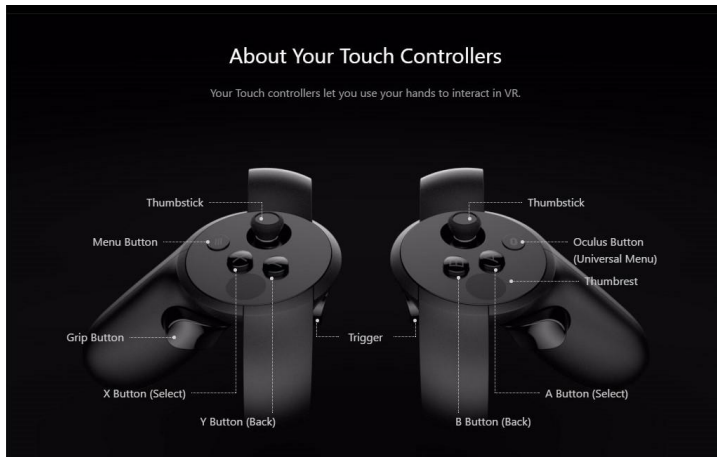 About Your Touch Controllers
Your Touch controllers let you use your hands to interact in VR.
Thumbstick
Thumbstick
Menu Button
Oculus Button
(Universal Menu)
Thumbrest
Grip Button
Trigger
X Button (Select)
A Button (Select)
Y Button (Back)
B Button (Back)